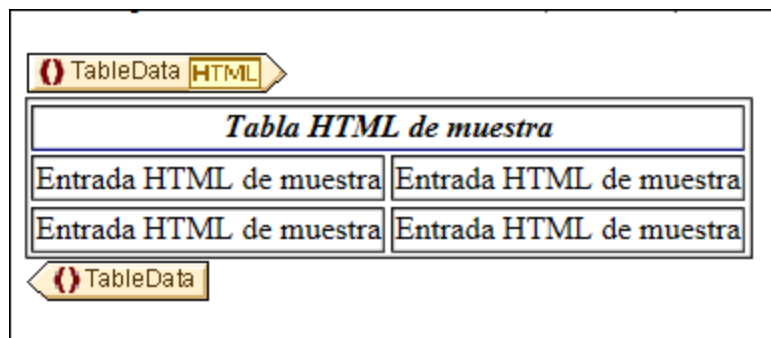 TableData HTML
Tabla HTML de muestra
Entrada HTML de muestra Entrada HTML de muestra
Entrada HTML de muestra Entrada HTML de muestra
TableData